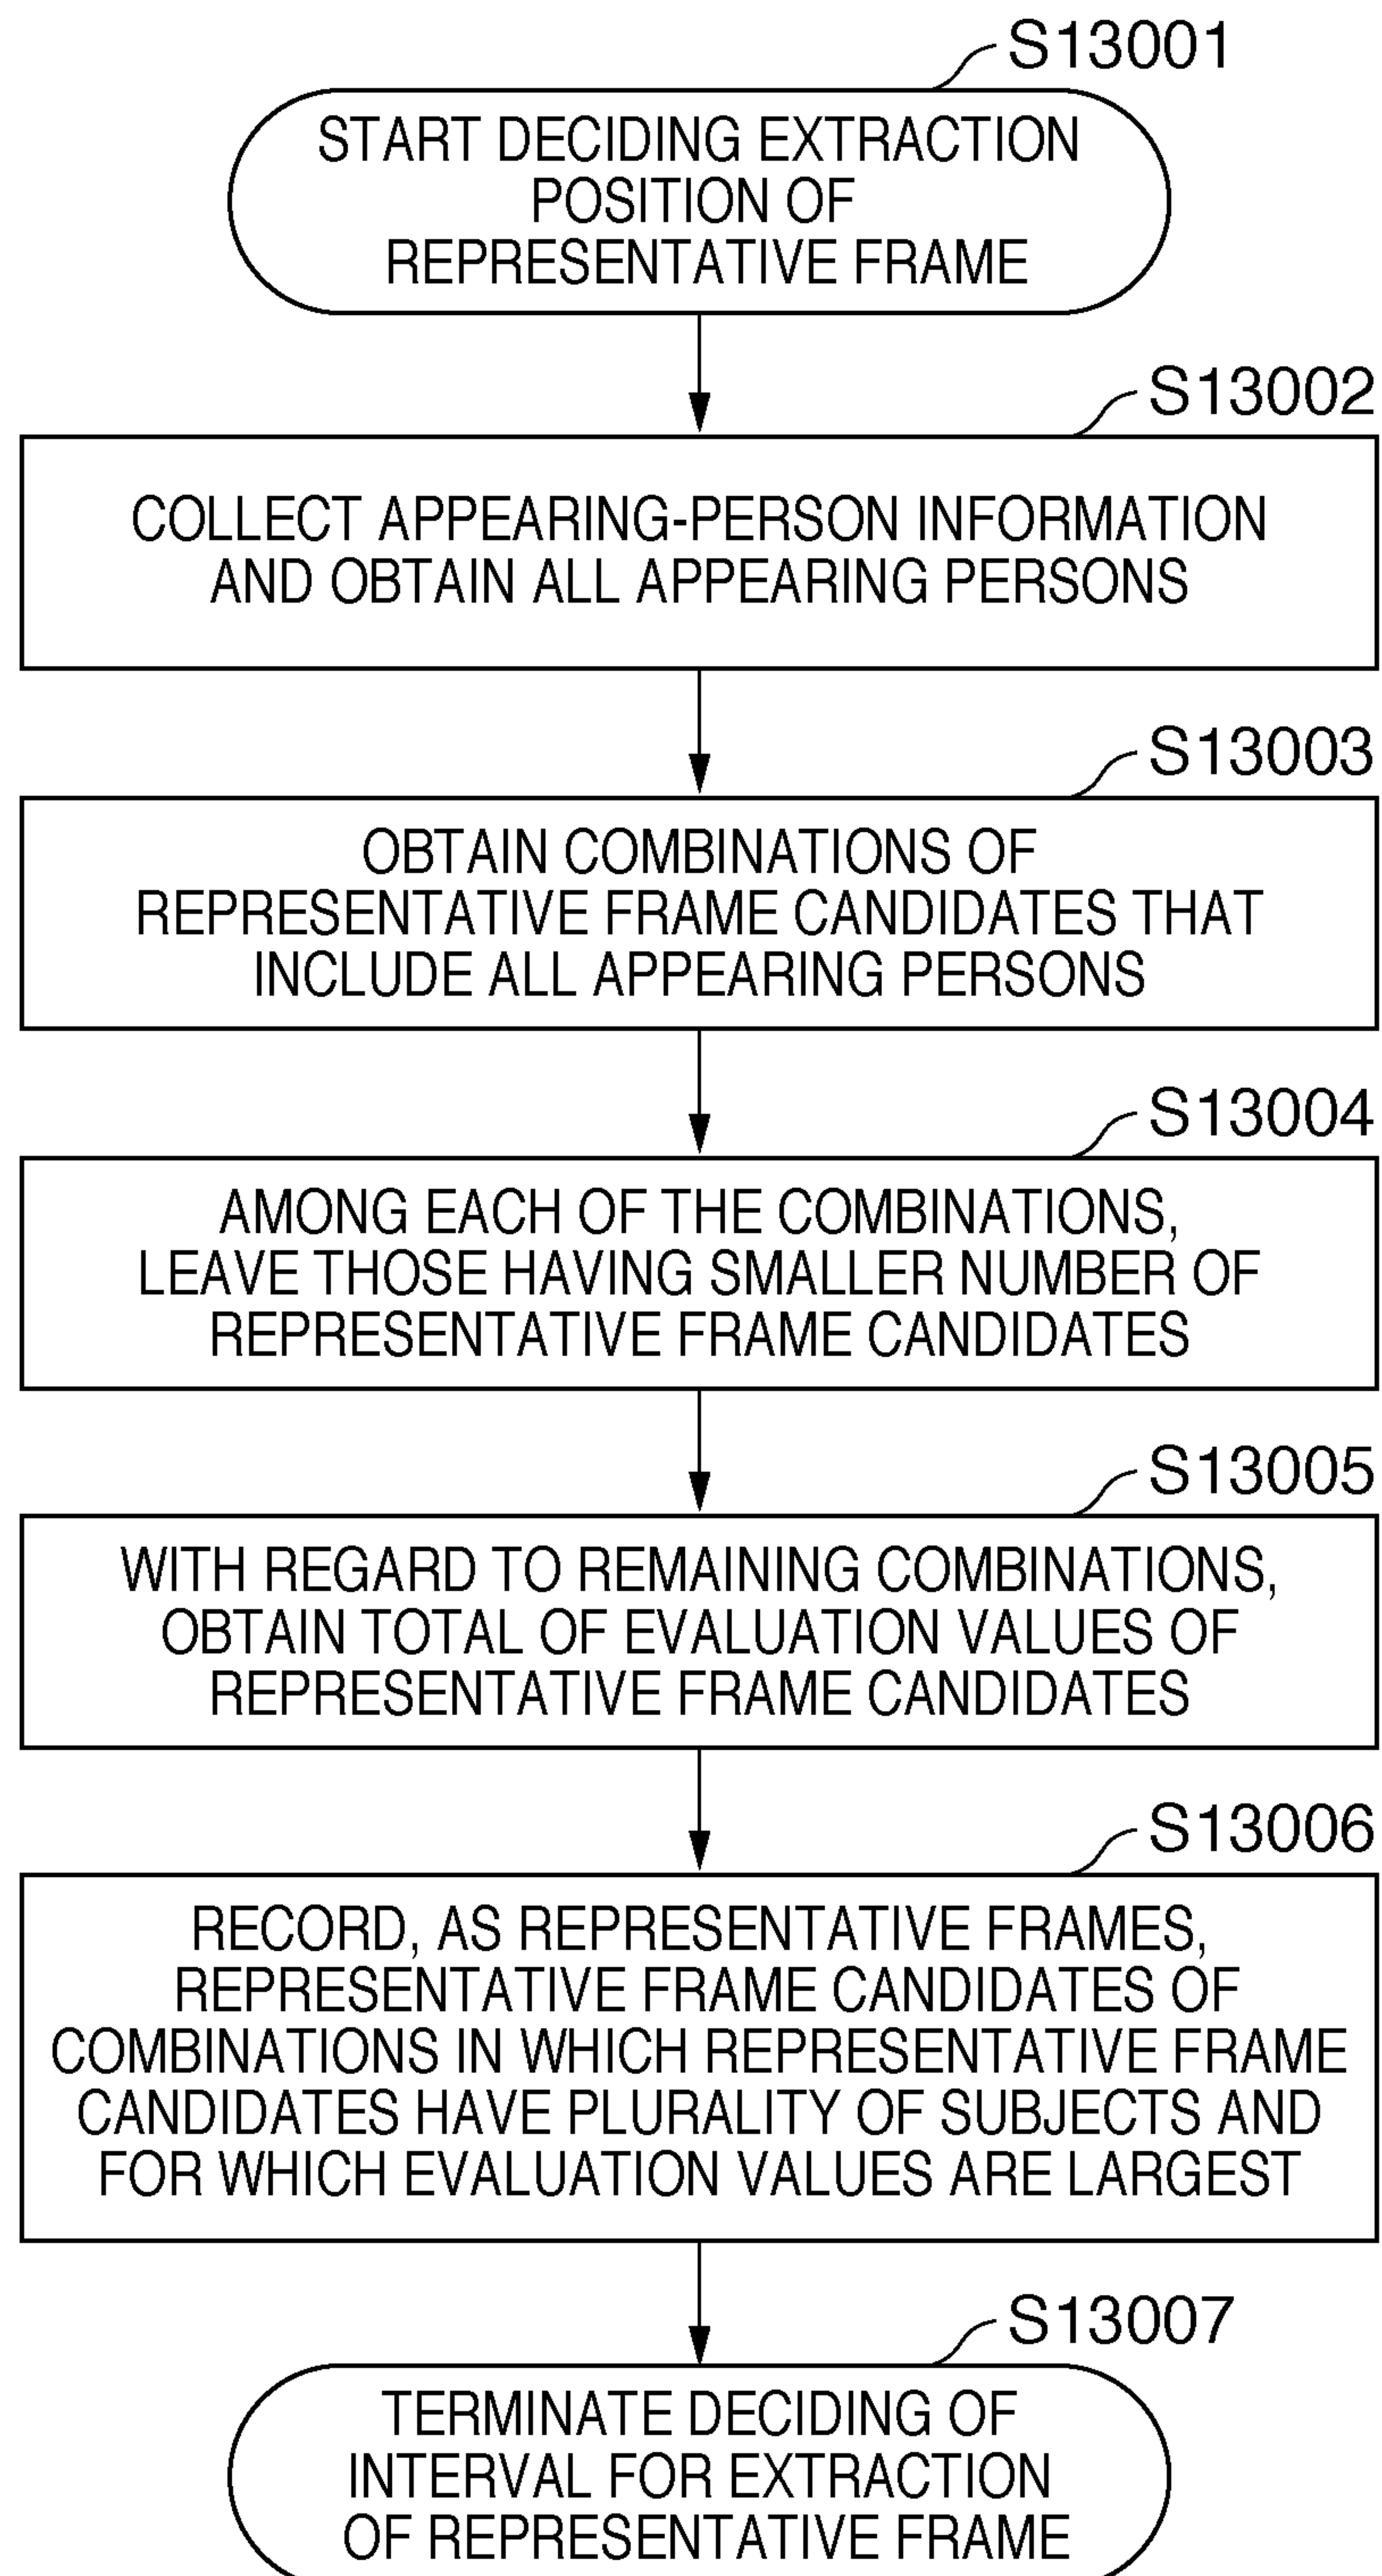 S13001
START DECIDING EXTRACTION
POSITION OF
REPRESENTATIVE FRAME
S13002
COLLECT APPEARING-PERSON INFORMATION
AND OBTAIN ALL APPEARING PERSONS
S13003
OBTAIN COMBINATIONS OF
REPRESENTATIVE FRAME CANDIDATES THAT
INCLUDE ALL APPEARING PERSONS
S13004
AMONG EACH OF THE COMBINATIONS,
LEAVE THOSE HAVING SMALLER NUMBER OF
REPRESENTATIVE FRAME CANDIDATES
S13005
WITH REGARD TO REMAINING COMBINATIONS,
OBTAIN TOTAL OF EVALUATION VALUES OF
REPRESENTATIVE FRAME CANDIDATES
S13006
RECORD, AS REPRESENTATIVE FRAMES,
REPRESENTATIVE FRAME CANDIDATES OF
COMBINATIONS IN WHICH REPRESENTATIVE FRAME
CANDIDATES HAVE PLURALITY OF SUBJECTS AND
FOR WHICH EVALUATION VALUES ARE LARGEST
S13007
TERMINATE DECIDING OF
INTERVAL FOR EXTRACTION
OF REPRESENTATIVE FRAME